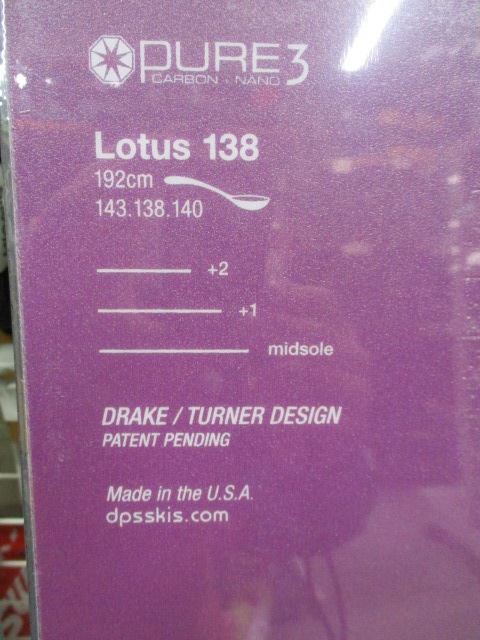 PURE3
CARBON + NANO
Lotus 138
192cm
143.138.140
+2
+1
midsole
DRAKE / TURNER DESIGN
PATENT PENDING
Made in the U.S.A.
dpsskis.com